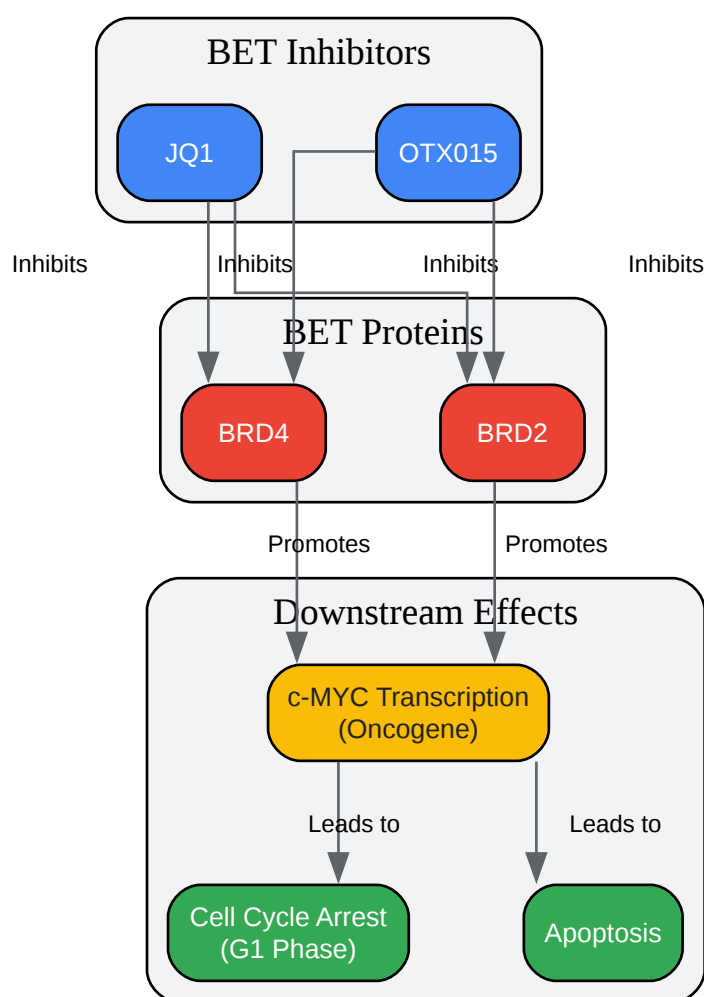 BET Inhibitors
JQ1
OTX015
Inhibits
Inhibits
Inhibits
Inhibits
BET Proteins
BRD4
BRD2
Promotes
Promotes
Downstream Effects
c-MYC Transcription
(Oncogene)
Leads to
Leads to
Cell Cycle Arrest
(G1 Phase)
Apoptosis